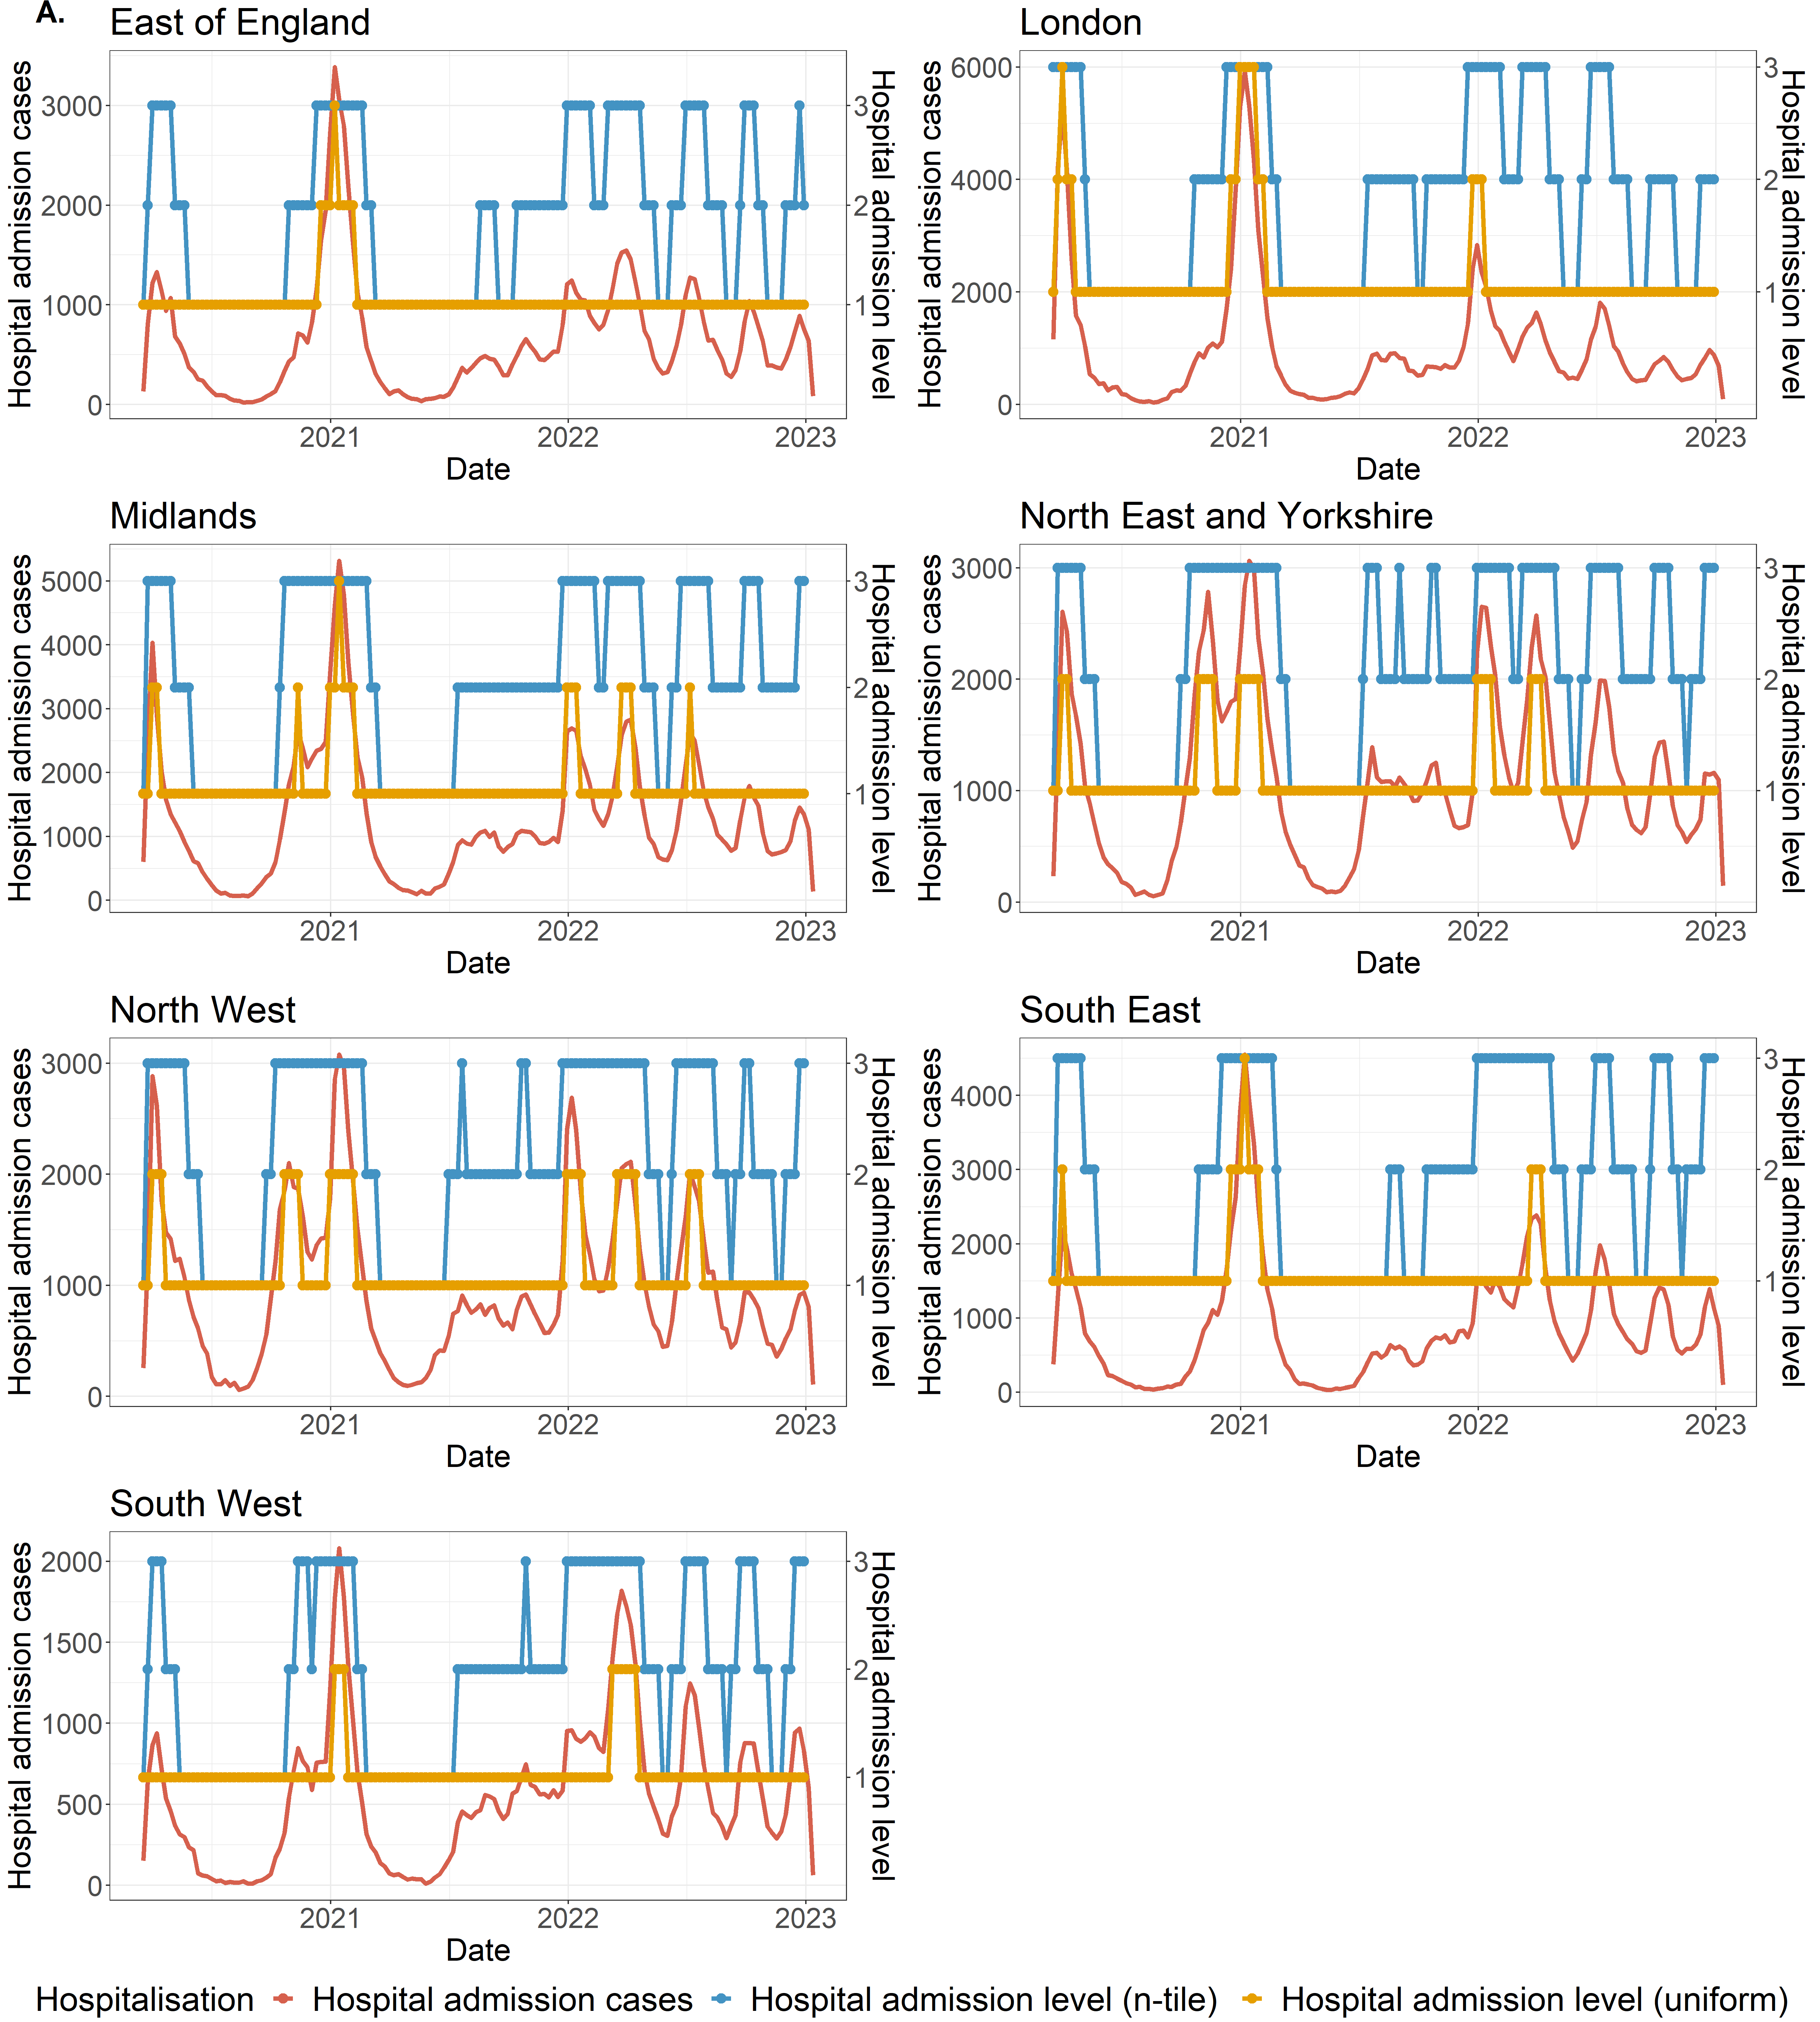 A.
East of England
Hospital admission cases
3000
2000
1000
0
3
2
1
Hospital admission level
2021 2022 2023
Date
London
Hospital admission cases
6000
4000
2000
0
3
2
1
Hospital admission level
2021 2022 2023
Date
Midlands
Hospital admission cases
5000
4000
3000
2000
1000
0
3
2
1
Hospital admission level
2021 2022 2023
Date
North East and Yorkshire
Hospital admission cases
3000
2000
1000
0
3
2
1
Hospital admission level
2021 2022 2023
Date
North West
Hospital admission cases
3000
2000
1000
0
3
2
1
Hospital admission level
2021 2022 2023
Date
South East
Hospital admission cases
4000
3000
2000
1000
0
3
2
1
Hospital admission level
2021 2022 2023
Date
South West
Hospital admission cases
2000
1500
1000
500
0
3
2
1
Hospital admission level
2021 2022 2023
Date
Hospitalisation Hospital admission cases Hospital admission level (n-tile) Hospital admission level (uniform)